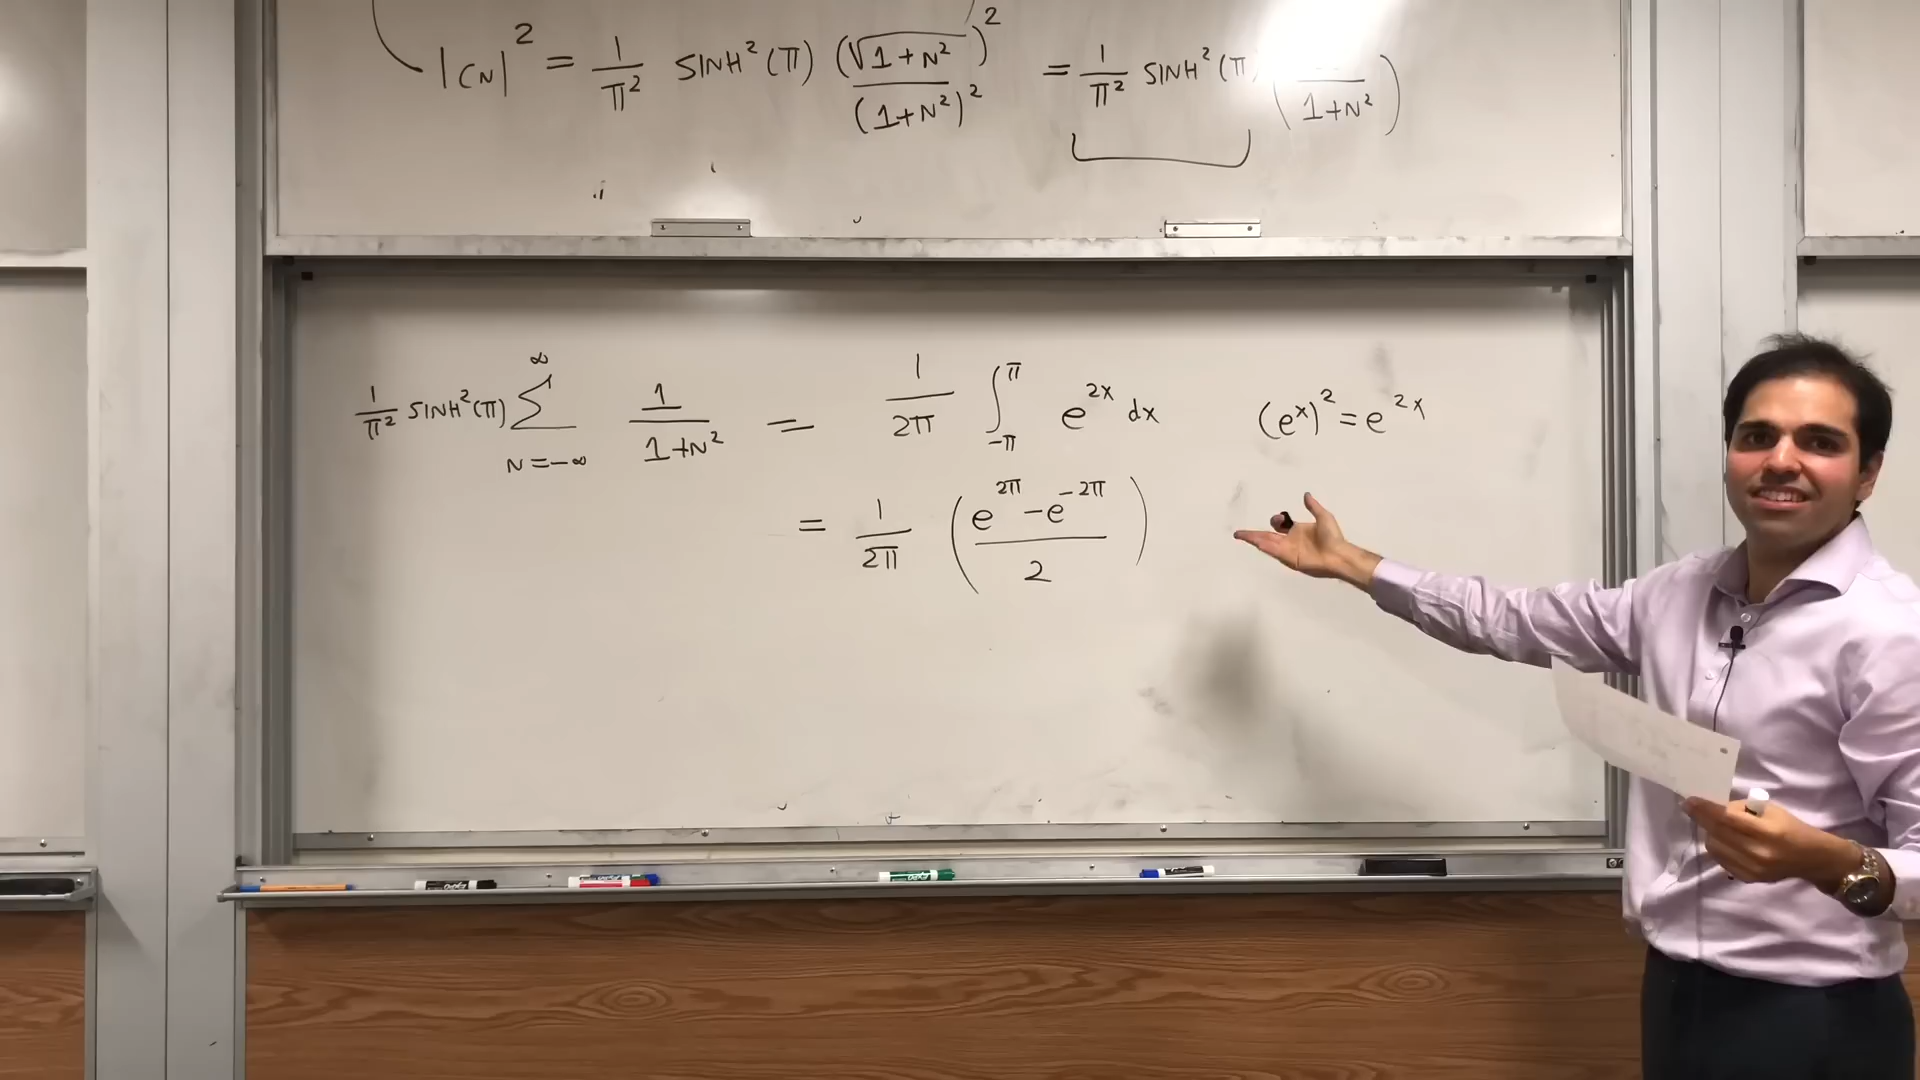 |CN|² = 1/π² SINH²(π) (√(1+N²))²/(1+N²)² = 1/π² SINH²(π (1+N²)
1/π² SINH²(π) ∑_{N=-∞}^{∞} 1/(1+N²) = 1/2π ∫_{-π}^{π} e^{2x} dx (e^x)² = e^{2x}
= 1/2π ((e^{2π} - e^{-2π})/2)